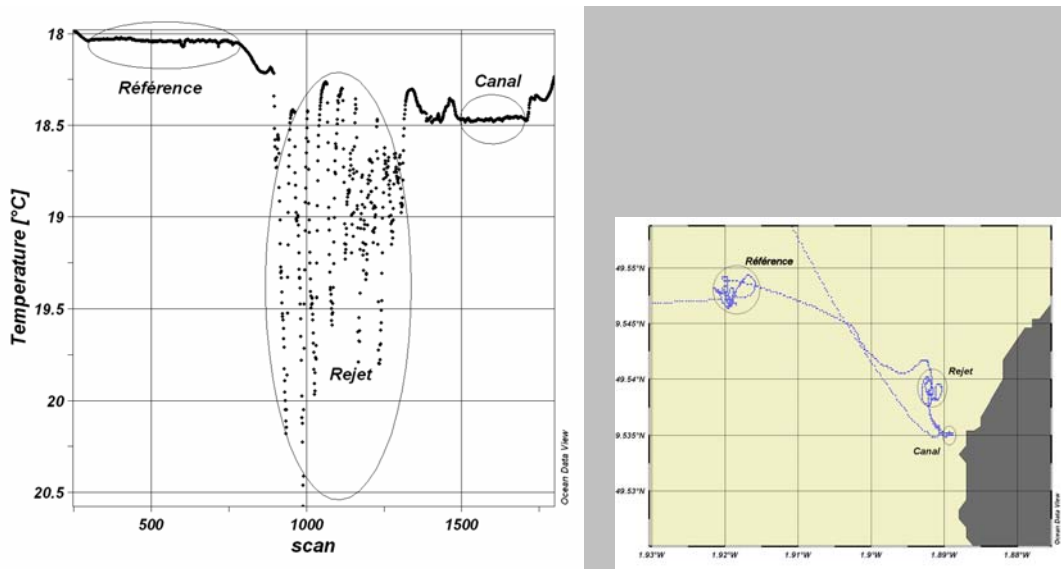 18
18.5
19
19.5
20
20.5
Temperature [°C]
Référence
Canal
Rejet
500
1000
1500
scan
Ocean Data View
49.55°N
49.545°N
49.54°N
49.535°N
49.53°N
Référence
Rejet
Canal
1.93°W
1.92°W
1.91°W
1.9°W
1.89°W
1.88°W
Ocean Data View